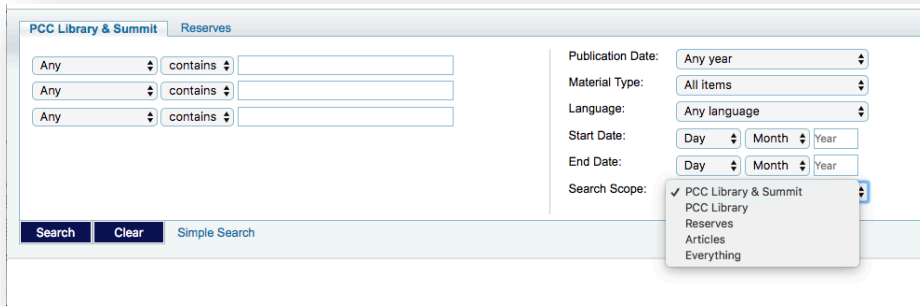 PCC Library & Summit Reserves
Any contains
Any contains
Any contains
Publication Date: Any year
Material Type: All items
Language: Any language
Start Date: Day Month Year
End Date: Day Month Year
Search Scope: ✓ PCC Library & Summit
PCC Library
Reserves
Articles
Everything
Search Clear Simple Search